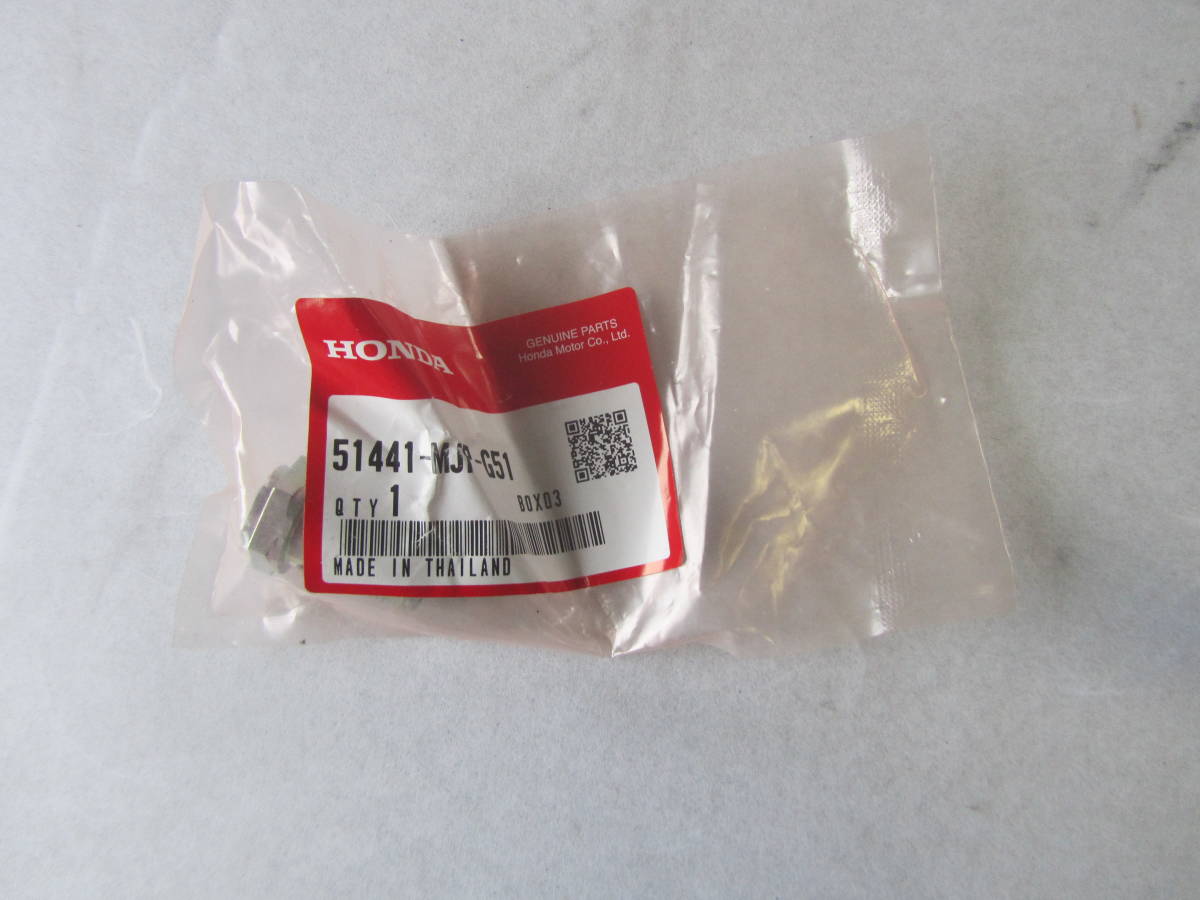 HONDA
GENUINE PARTS
Honda Motor Co., Ltd.
QTY 1
BOX03
MADE IN THAILAND